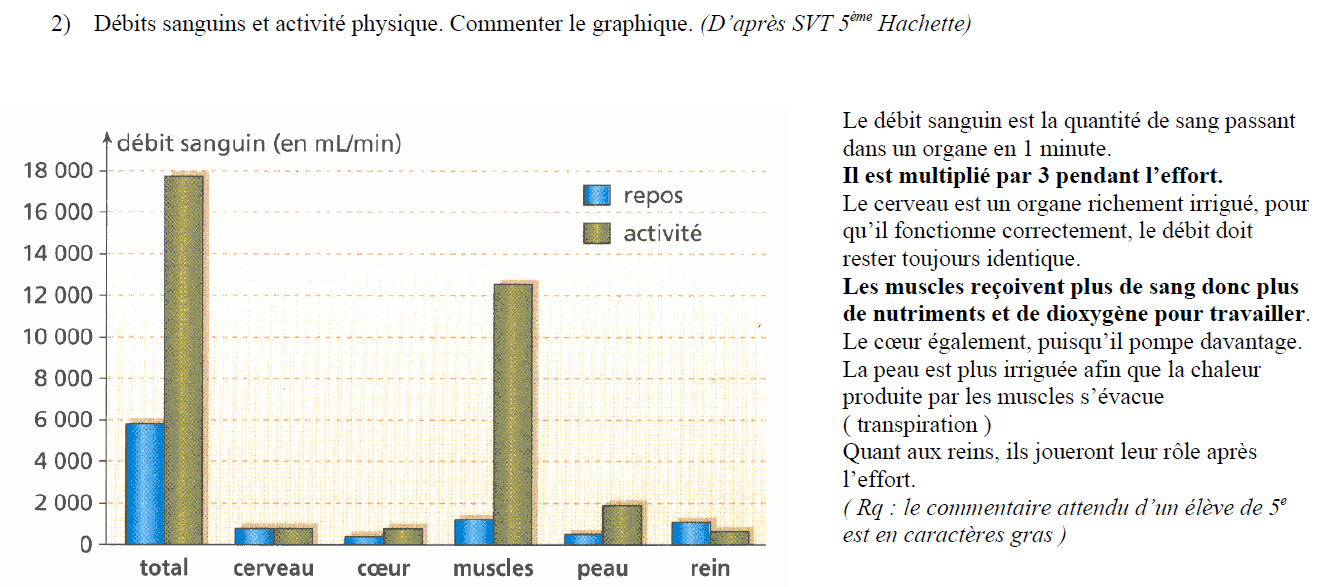 2) Débits sanguins et activité physique. Commenter le graphique. (D’après SVT 5ème Hachette)
débit sanguin (en mL/min)
18 000
16 000
14 000
12 000
10 000
8 000
6 000
4 000
2 000
0
repos
activité
total cerveau cœur muscles peau rein
Le débit sanguin est la quantité de sang passant
dans un organe en 1 minute.
Il est multiplié par 3 pendant l’effort.
Le cerveau est un organe richement irrigué, pour
qu’il fonctionne correctement, le débit doit
rester toujours identique.
Les muscles reçoivent plus de sang donc plus
de nutriments et de dioxygène pour travailler.
Le cœur également, puisqu’il pompe davantage.
La peau est plus irriguée afin que la chaleur
produite par les muscles s’évacue
( transpiration )
Quant aux reins, ils joueront leur rôle après
l’effort.
( Rq : le commentaire attendu d’un élève de 5e
est en caractères gras )